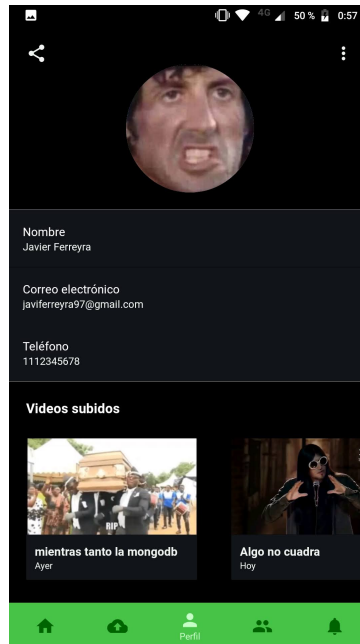 4G 50 % 0:57
Nombre
Javier Ferreyra
Correo electrónico
javiferreyra97@gmail.com
Teléfono
1112345678
Videos subidos
RIP
mientras tanto la mongodb
Ayer
Algo no cuadra
Hoy
Perfil